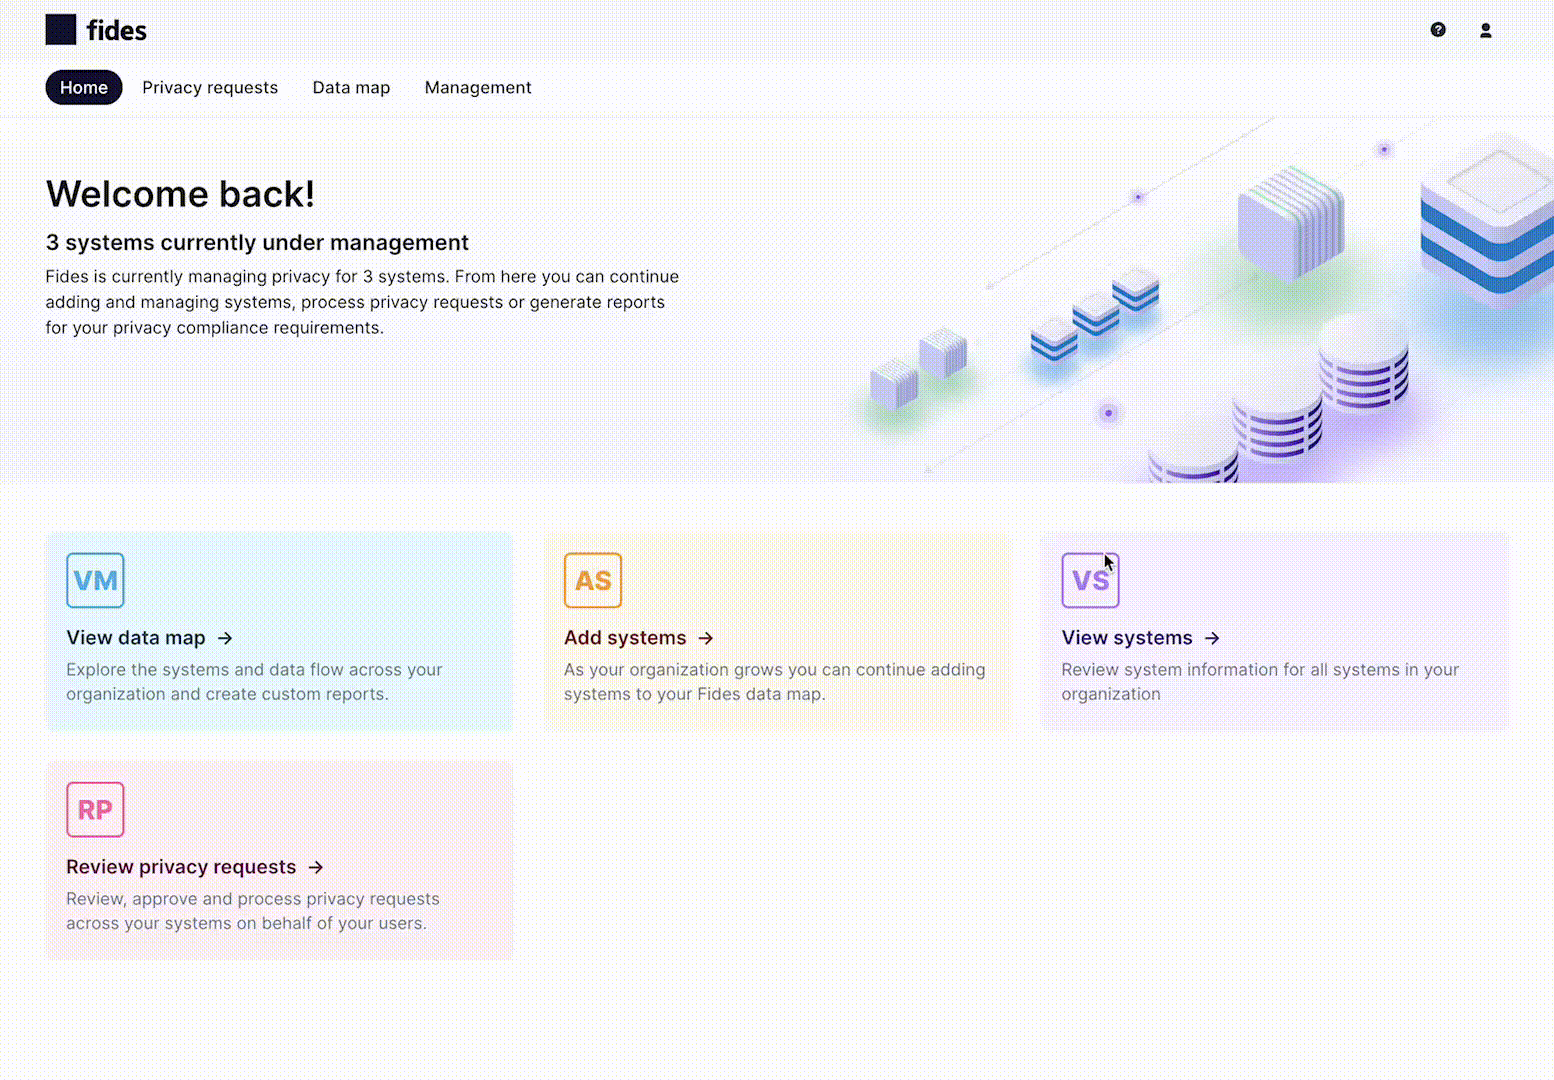 fides
Home Privacy requests Data map Management
Welcome back!
3 systems currently under management
Fides is currently managing privacy for 3 systems. From here you can continue
adding and managing systems, process privacy requests or generate reports
for your privacy compliance requirements.
VM
View data map →
Explore the systems and data flow across your
organization and create custom reports.
AS
Add systems →
As your organization grows you can continue adding
systems to your Fides data map.
VS
View systems →
Review system information for all systems in your
organization
RP
Review privacy requests →
Review, approve and process privacy requests
across your systems on behalf of your users.